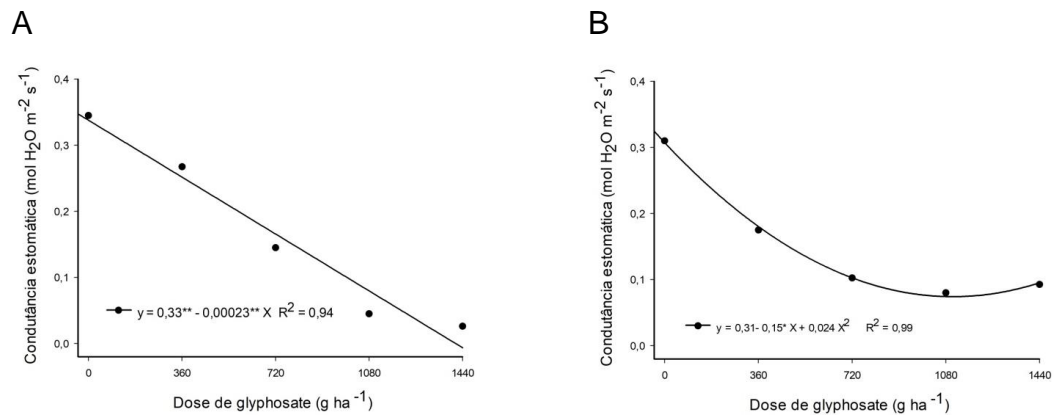 A
Condutância estomática (mol H₂O m⁻² s⁻¹)
0,4
0,3
0,2
0,1
0,0
y = 0,33** - 0,00023** X R² = 0,94
0 360 720 1080 1440
Dose de glyphosate (g ha⁻¹)
B
Condutância estomática (mol H₂O m⁻² s⁻¹)
0,4
0,3
0,2
0,1
0,0
y = 0,31- 0,15* X + 0,024 X² R² = 0,99
0 360 720 1080 1440
Dose de glyphosate (g ha⁻¹)